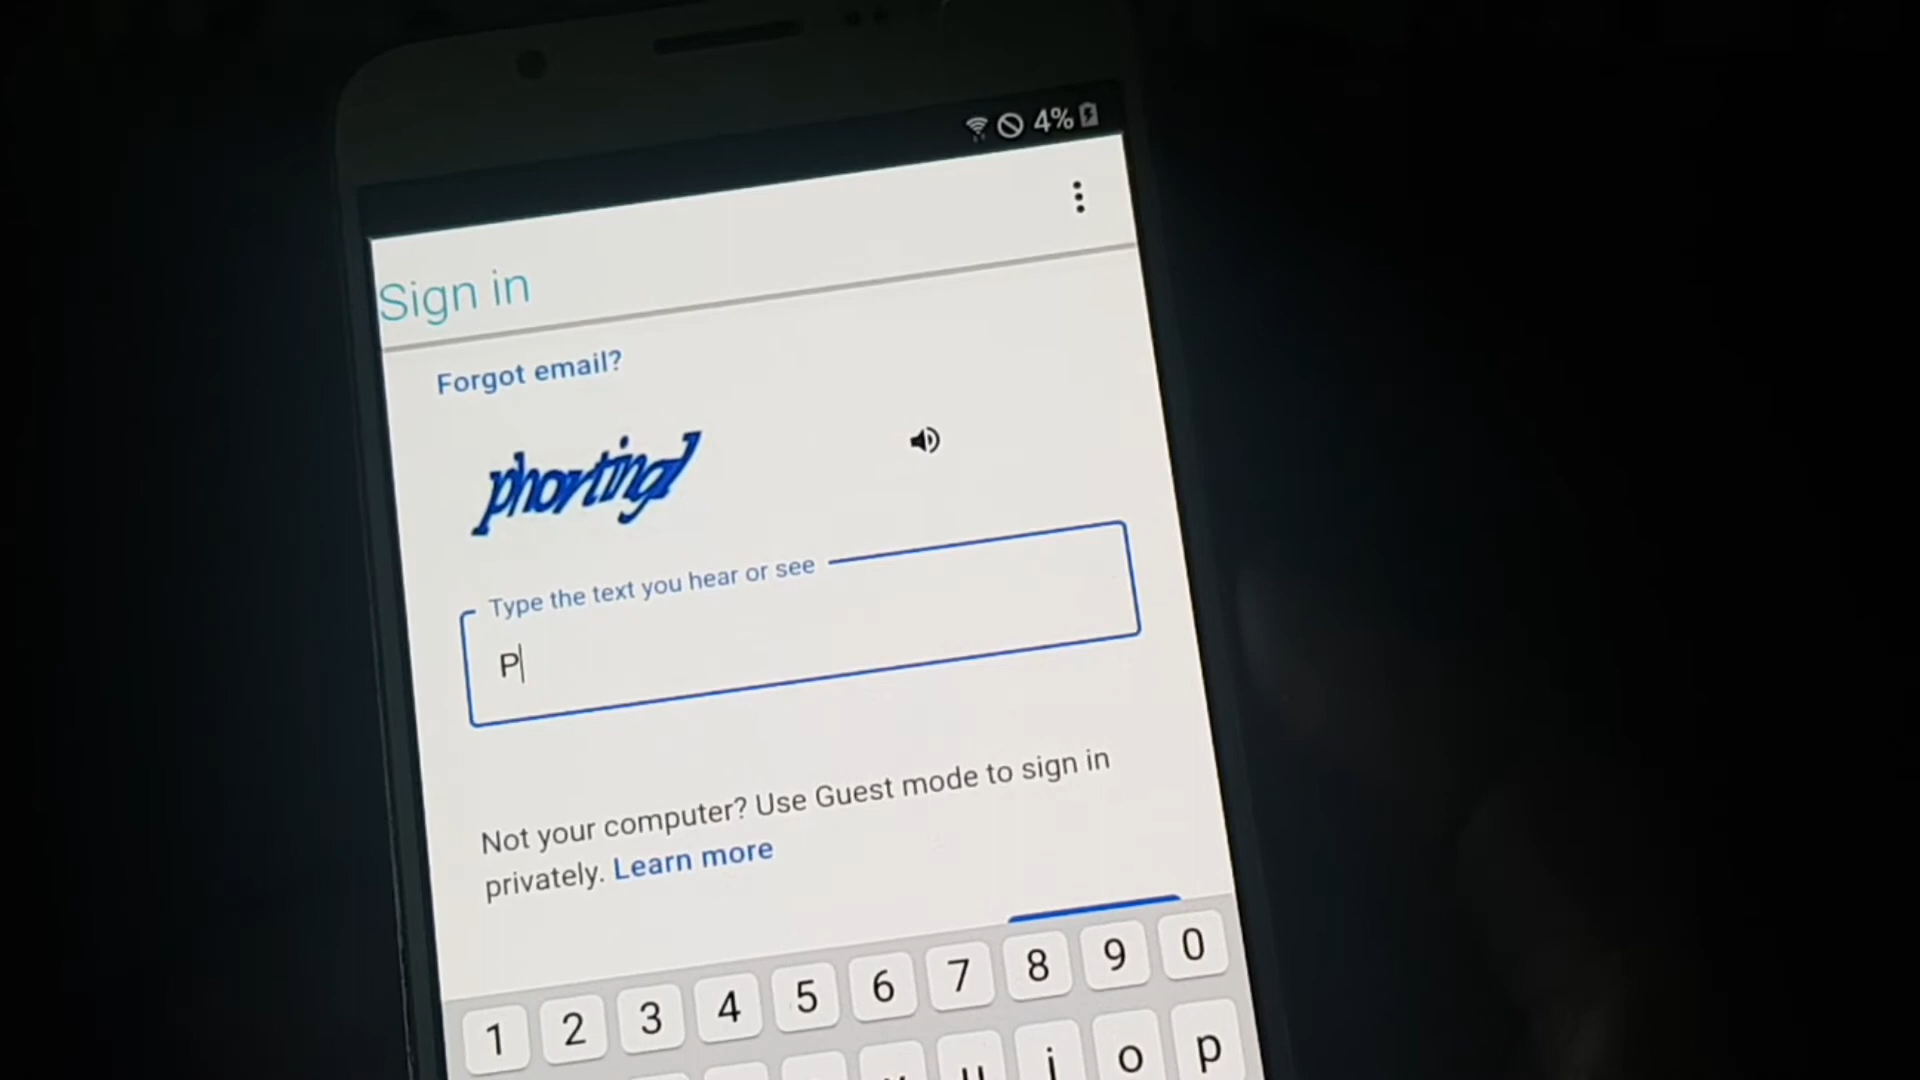 4%
Sign in
Forgot email?
Type the text you hear or see
P
Not your computer? Use Guest mode to sign in
privately. Learn more
1 2 3 4 5 6 7 8 9 0
u i o p